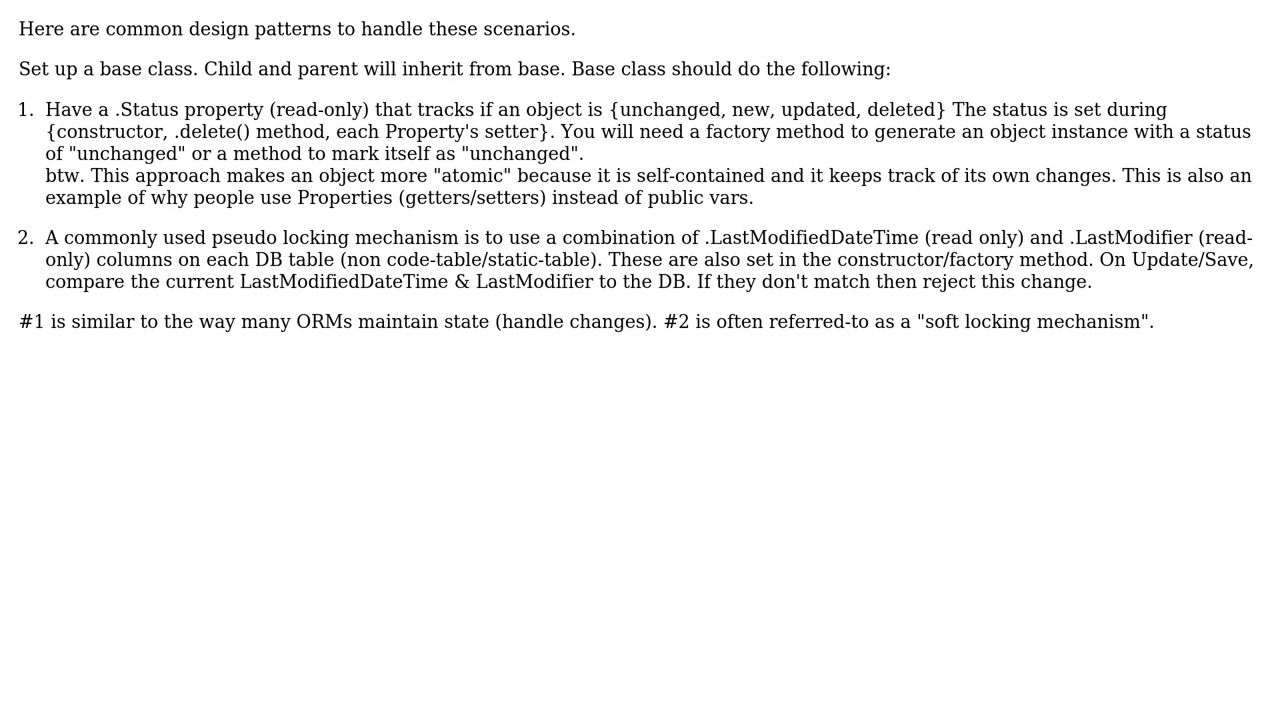 Here are common design patterns to handle these scenarios.
Set up a base class. Child and parent will inherit from base. Base class should do the following:
1. Have a .Status property (read-only) that tracks if an object is {unchanged, new, updated, deleted} The status is set during
{constructor, .delete() method, each Property's setter}. You will need a factory method to generate an object instance with a status
of "unchanged" or a method to mark itself as "unchanged".
btw. This approach makes an object more "atomic" because it is self-contained and it keeps track of its own changes. This is also an
example of why people use Properties (getters/setters) instead of public vars.
2. A commonly used pseudo locking mechanism is to use a combination of .LastModifiedDateTime (read only) and .LastModifier (read-
only) columns on each DB table (non code-table/static-table). These are also set in the constructor/factory method. On Update/Save,
compare the current LastModifiedDateTime & LastModifier to the DB. If they don't match then reject this change.
#1 is similar to the way many ORMs maintain state (handle changes). #2 is often referred-to as a "soft locking mechanism".